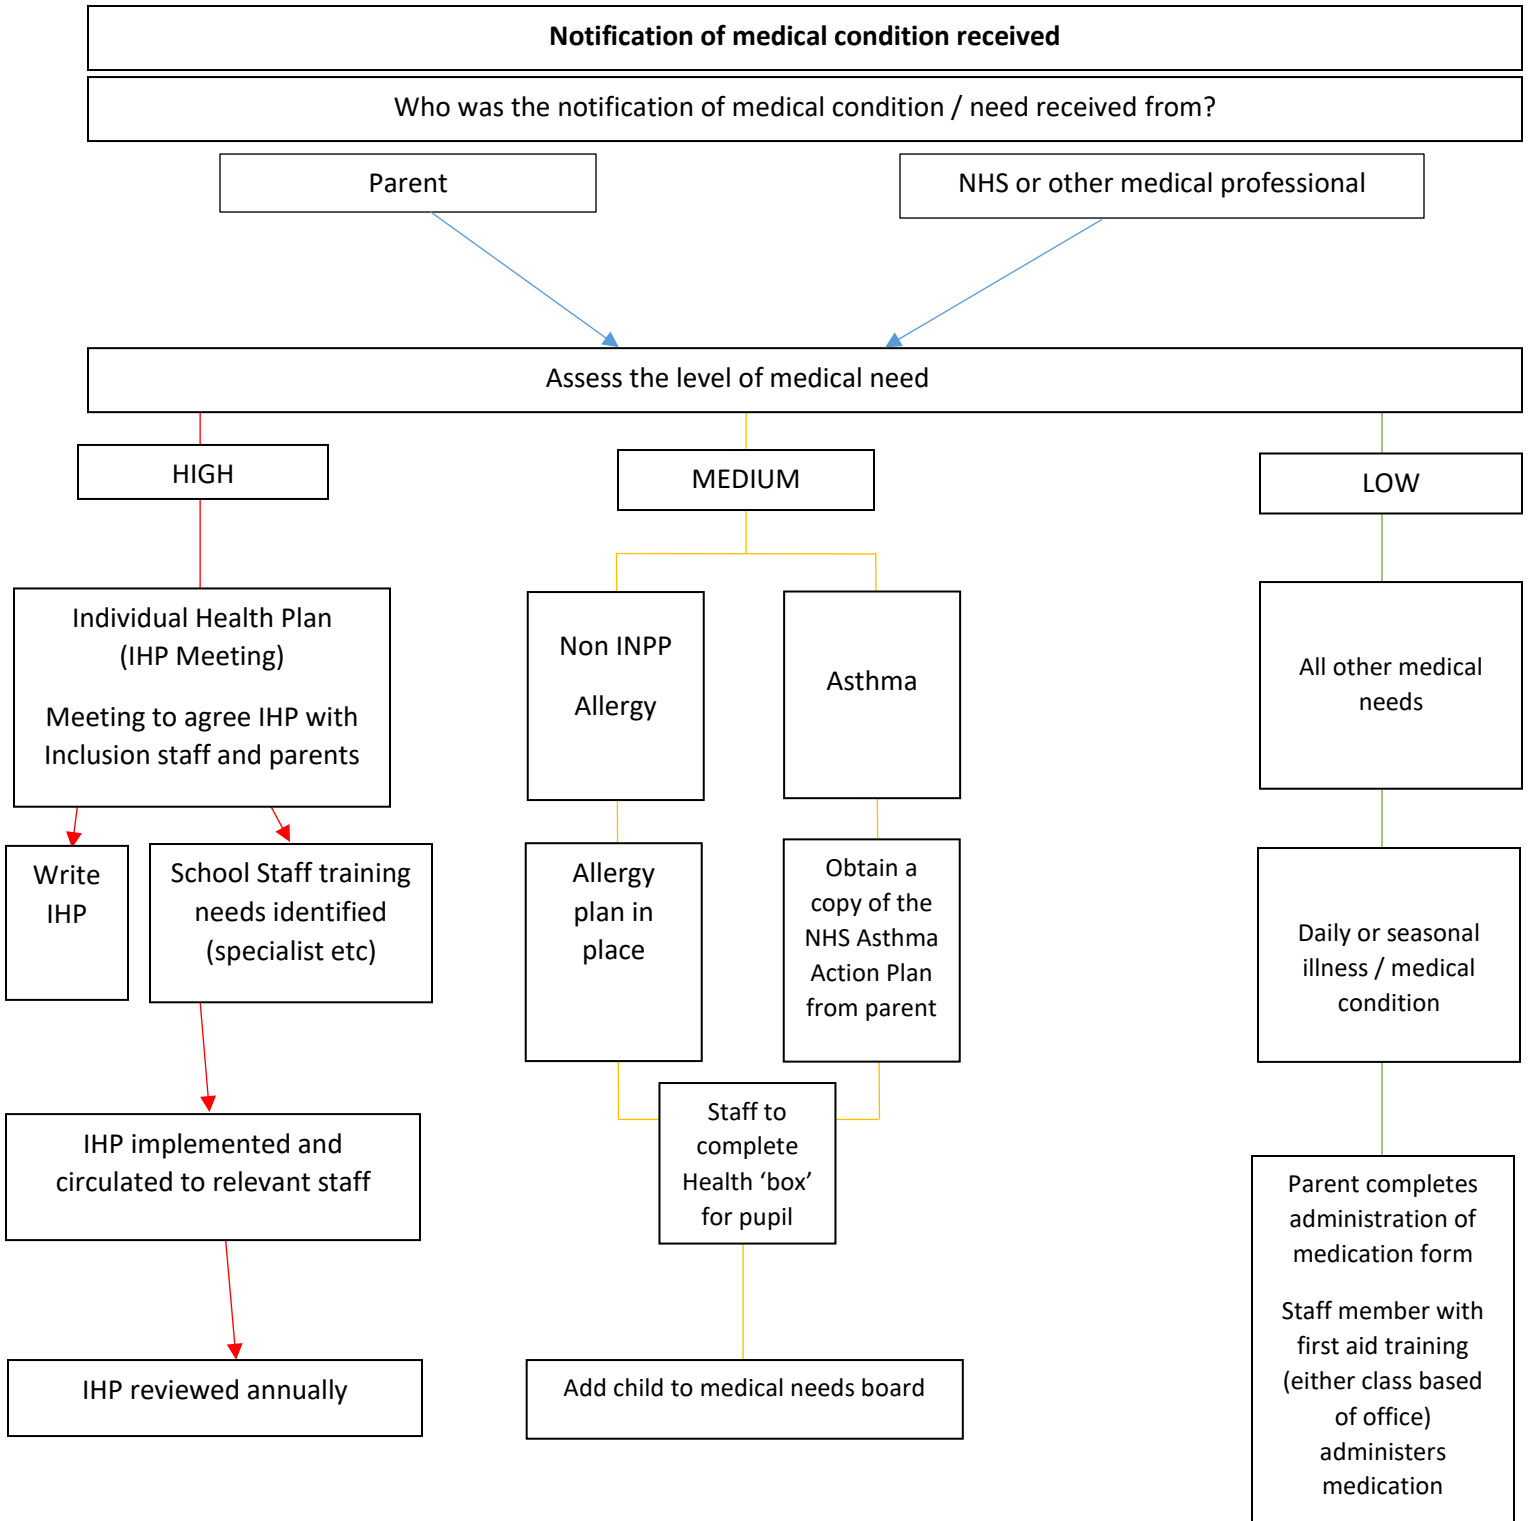 Notification of medical condition received
Who was the notification of medical condition / need received from?
Parent
NHS or other medical professional
Assess the level of medical need
HIGH
MEDIUM
LOW
Individual Health Plan
(IHP Meeting)
Meeting to agree IHP with
Inclusion staff and parents
Non INPP
Allergy
Asthma
All other medical
needs
Write
IHP
School Staff training
needs identified
(specialist etc)
Allergy
plan in
place
Obtain a
copy of the
NHS Asthma
Action Plan
from parent
Daily or seasonal
illness / medical
condition
IHP implemented and
circulated to relevant staff
Staff to
complete
Health ‘box’
for pupil
Parent completes
administration of
medication form
Staff member with
first aid training
(either class based
of office)
administers
medication
IHP reviewed annually
Add child to medical needs board